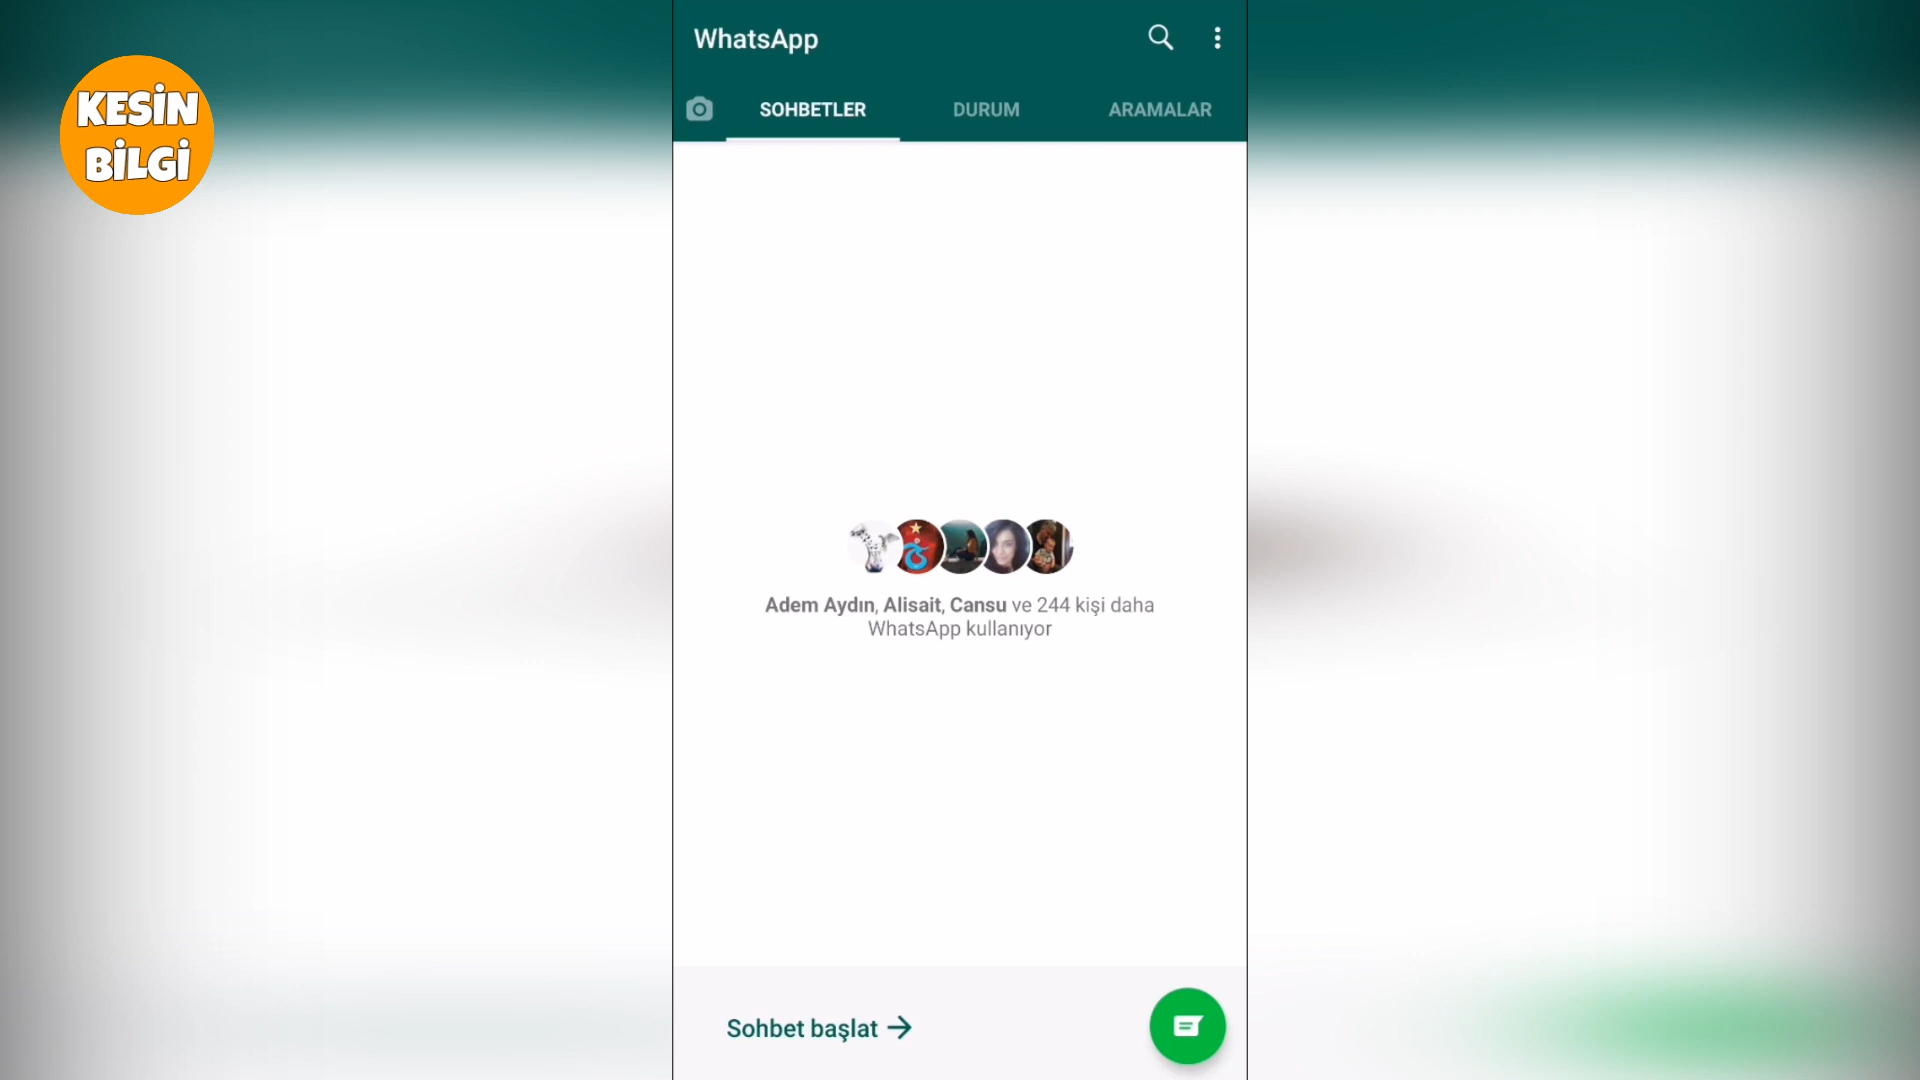 KESİN
BİLGİ
WhatsApp
SOHBETLER DURUM ARAMALAR
Adem Aydın, Alisait, Cansu ve 244 kişi daha
WhatsApp kullanıyor
Sohbet başlat